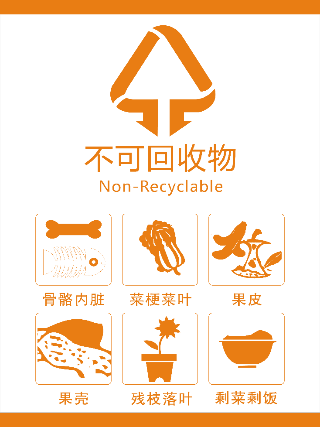 不可回收物
Non-Recyclable
骨骼内脏 菜梗菜叶 果皮
果壳 残枝落叶 剩菜剩饭